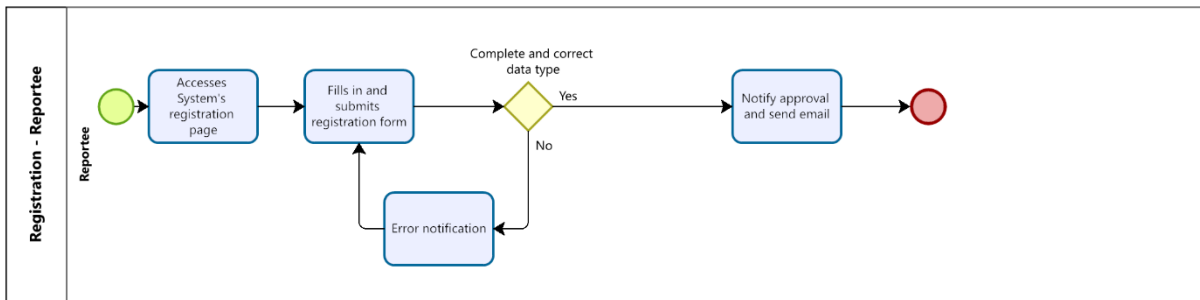 Registration - Reportee
Reportee
Accesses
System's
registration
page
Fills in and
submits
registration form
Complete and correct
data type
Yes
No
Error notification
Notify approval
and send email